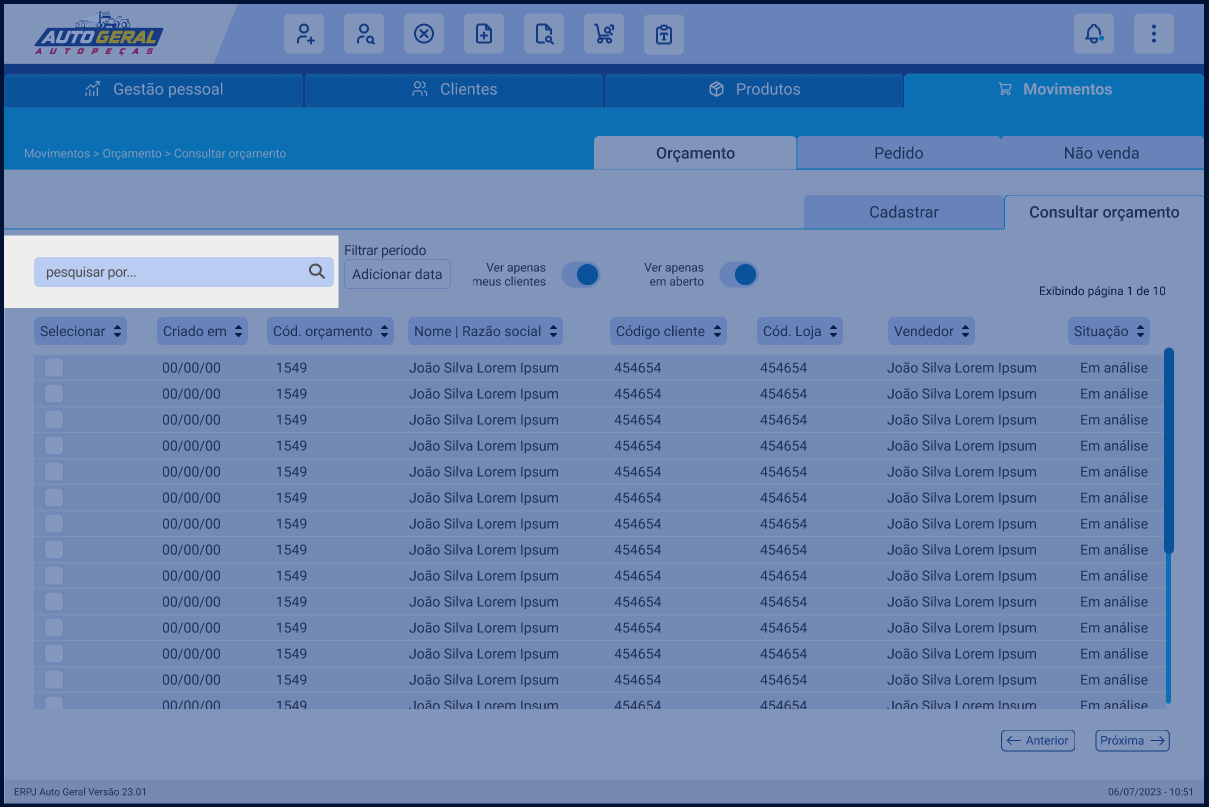 AUTO GERAL
AUTOPEÇAS
Gestão pessoal
Clientes
Produtos
Movimentos
Movimentos > Orçamento > Consultar orçamento
Orçamento
Pedido
Não venda
Cadastrar
Consultar orçamento
pesquisar por...
Filtrar período
Adicionar data
Ver apenas
meus clientes
Ver apenas
em aberto
Exibindo página 1 de 10
Selecionar Criado em Cód. orçamento Nome | Razão social Código cliente Cód. Loja Vendedor Situação
00/00/00 1549 João Silva Lorem Ipsum 454654 454654 João Silva Lorem Ipsum Em análise
00/00/00 1549 João Silva Lorem Ipsum 454654 454654 João Silva Lorem Ipsum Em análise
00/00/00 1549 João Silva Lorem Ipsum 454654 454654 João Silva Lorem Ipsum Em análise
00/00/00 1549 João Silva Lorem Ipsum 454654 454654 João Silva Lorem Ipsum Em análise
00/00/00 1549 João Silva Lorem Ipsum 454654 454654 João Silva Lorem Ipsum Em análise
00/00/00 1549 João Silva Lorem Ipsum 454654 454654 João Silva Lorem Ipsum Em análise
00/00/00 1549 João Silva Lorem Ipsum 454654 454654 João Silva Lorem Ipsum Em análise
00/00/00 1549 João Silva Lorem Ipsum 454654 454654 João Silva Lorem Ipsum Em análise
00/00/00 1549 João Silva Lorem Ipsum 454654 454654 João Silva Lorem Ipsum Em análise
00/00/00 1549 João Silva Lorem Ipsum 454654 454654 João Silva Lorem Ipsum Em análise
00/00/00 1549 João Silva Lorem Ipsum 454654 454654 João Silva Lorem Ipsum Em análise
00/00/00 1549 João Silva Lorem Ipsum 454654 454654 João Silva Lorem Ipsum Em análise
00/00/00 1549 João Silva Lorem Ipsum 454654 454654 João Silva Lorem Ipsum Em análise
00/00/00 1549 João Silva Lorem Ipsum 454654 454654 João Silva Lorem Ipsum Em análise
Anterior
Próxima
ERPJ Auto Geral Versão 23.01
06/07/2023 - 10:51